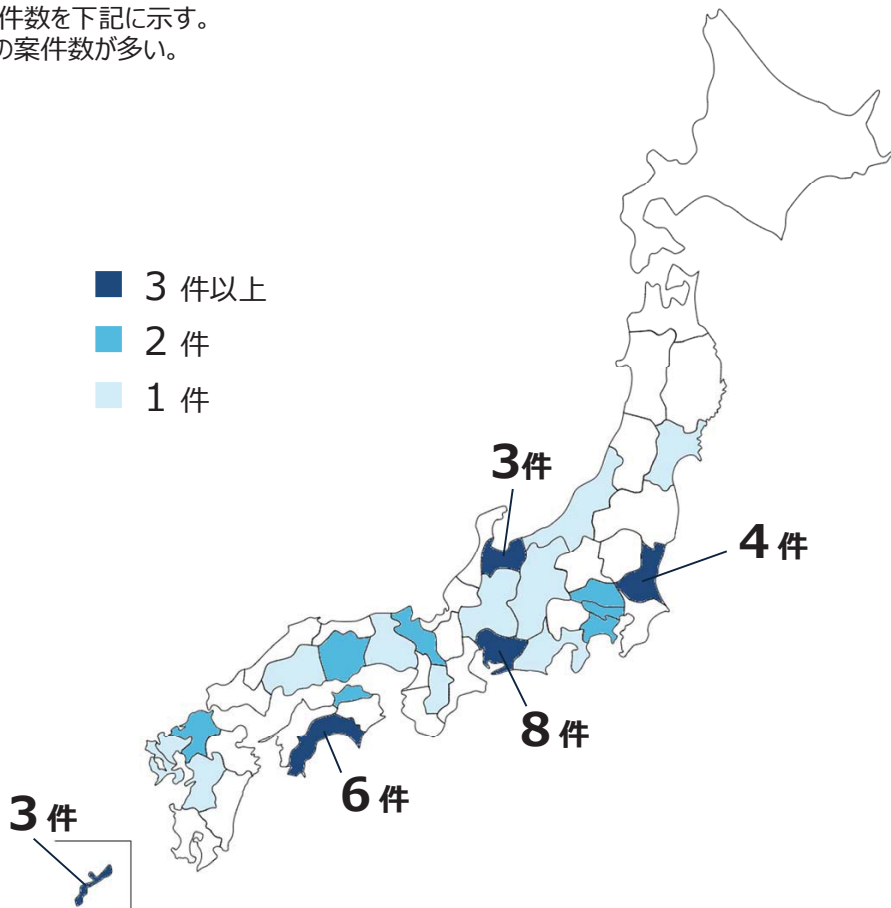 件数を下記に示す。
の案件数が多い。
3 件以上
2 件
1 件
3件
4 件
8 件
6 件
3 件